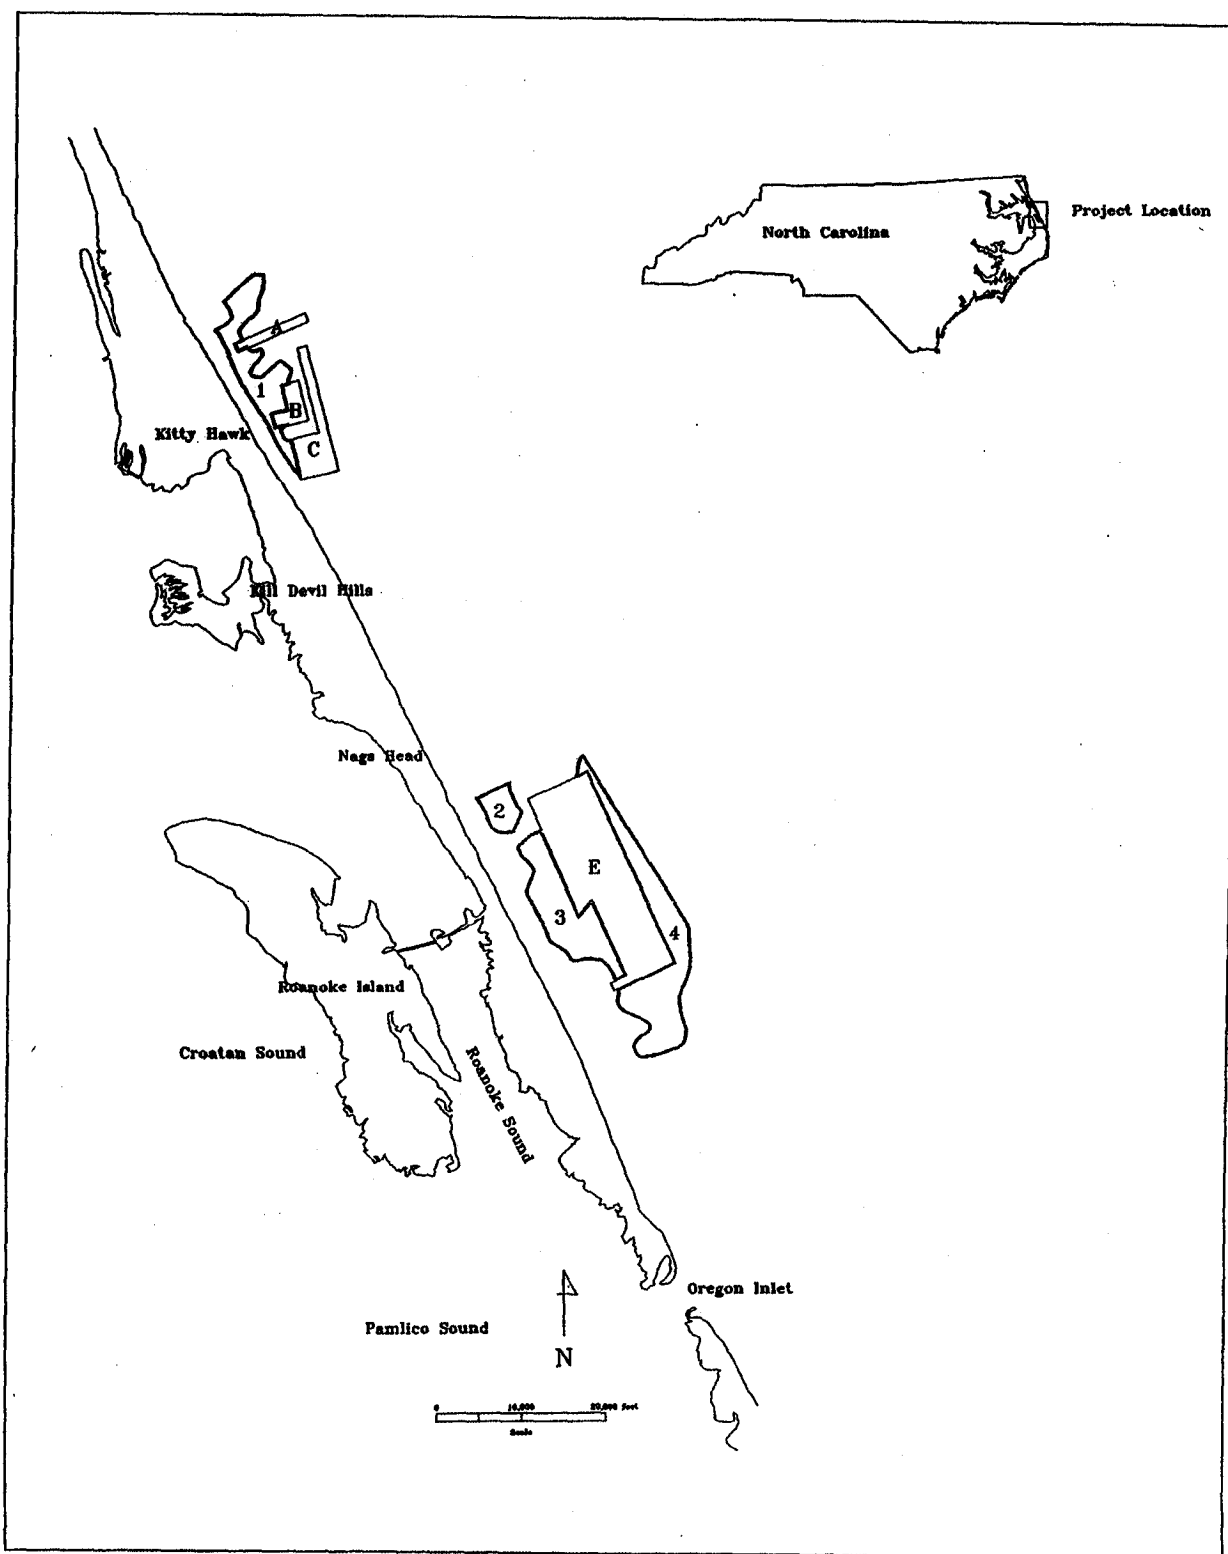 North Carolina
Project Location
A
1
B
C
Kitty Hawk
Kill Devil Hills
Nags Head
2
E
3
4
Roanoke Island
Croatan Sound
Roanoke Sound
Oregon Inlet
Pamlico Sound
N
0 10,000 20,000 feet
Scale